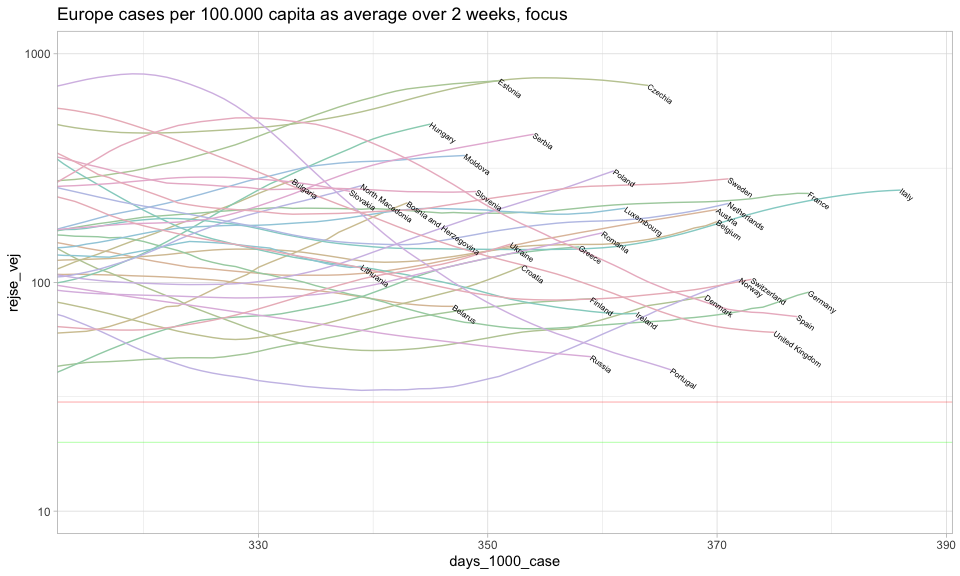 Europe cases per 100.000 capita as average over 2 weeks, focus
1000
Estonia
Czechia
Hungary
Serbia
Moldova
Poland
Bulgaria
North Macedonia
Slovakia
Slovenia
Sweden
France
Italy
Bosnia and Herzegovina
Luxembourg
Netherlands
Austria
Belgium
Ukraine
Romania
Greece
Lithuania
Croatia
100
Norway
Switzerland
Germany
Belarus
Finland
Ireland
Denmark
Spain
United Kingdom
Russia
Portugal
10
rejse_vej
330
350
370
390
days_1000_case